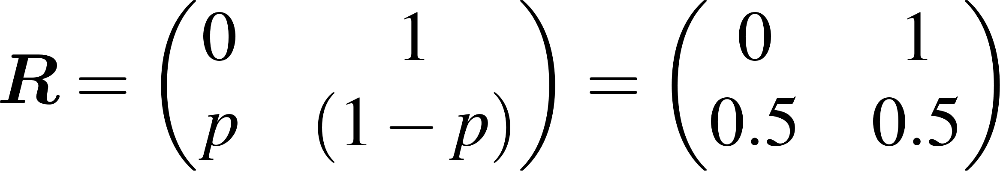 R = ( 0 1 ; p (1 − p) ) = ( 0 1 ; 0.5 0.5 )